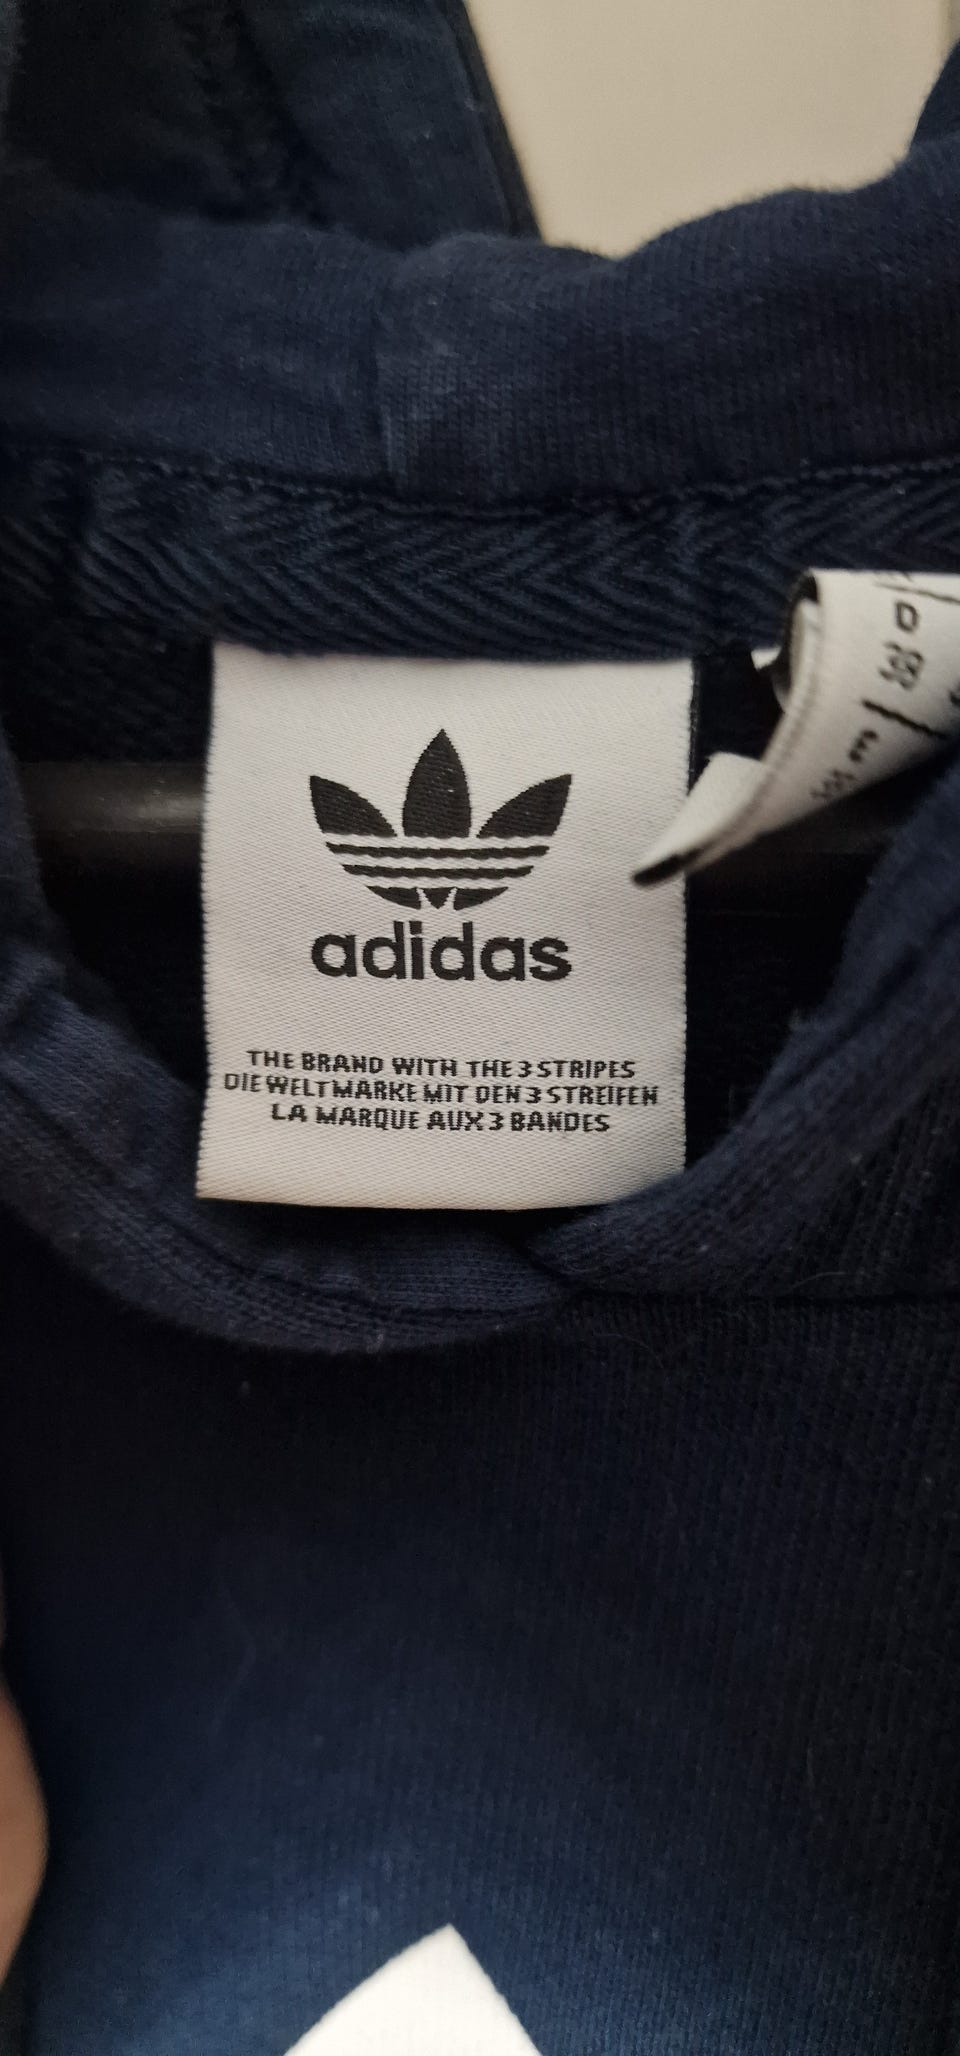 adidas
THE BRAND WITH THE 3 STRIPES
DIE WELTMARKE MIT DEN 3 STREIFEN
LA MARQUE AUX 3 BANDES